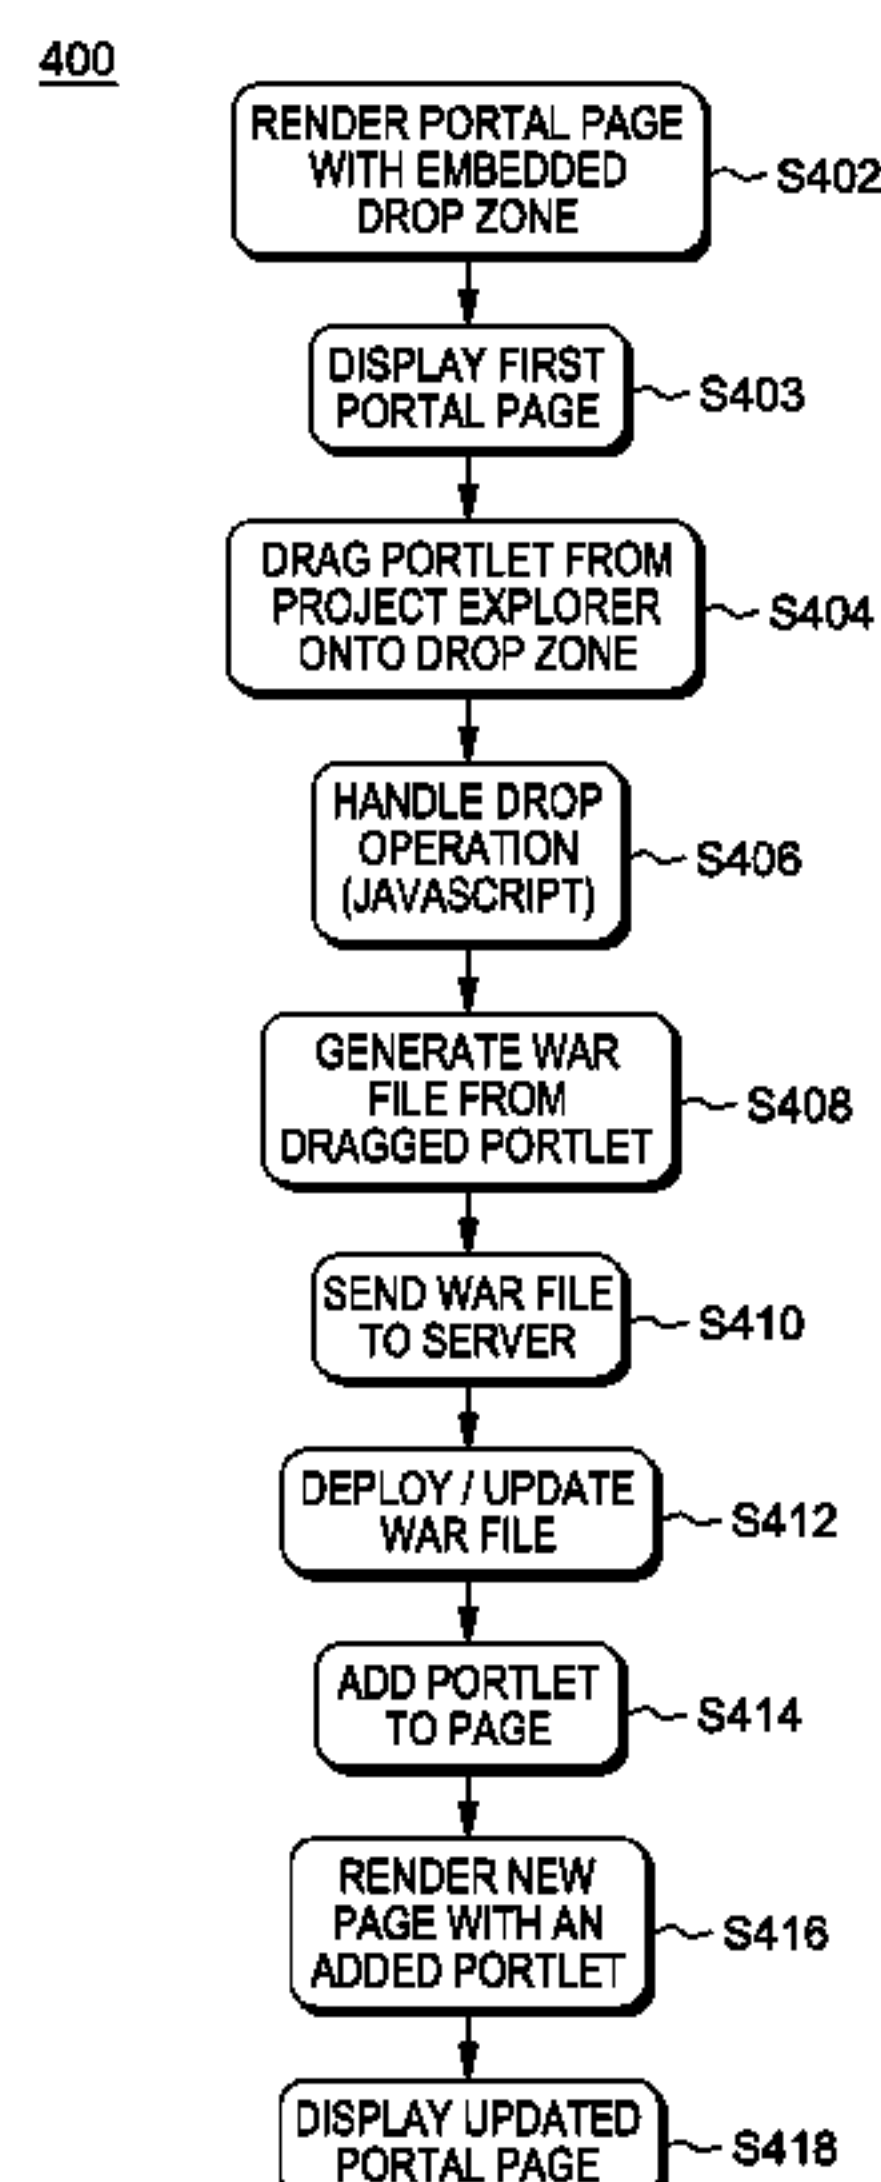 400
RENDER PORTAL PAGE
WITH EMBEDDED
DROP ZONE
S402
DISPLAY FIRST
PORTAL PAGE
S403
DRAG PORTLET FROM
PROJECT EXPLORER
ONTO DROP ZONE
S404
HANDLE DROP
OPERATION
(JAVASCRIPT)
S406
GENERATE WAR
FILE FROM
DRAGGED PORTLET
S408
SEND WAR FILE
TO SERVER
S410
DEPLOY / UPDATE
WAR FILE
S412
ADD PORTLET
TO PAGE
S414
RENDER NEW
PAGE WITH AN
ADDED PORTLET
S416
DISPLAY UPDATED
PORTAL PAGE
S418